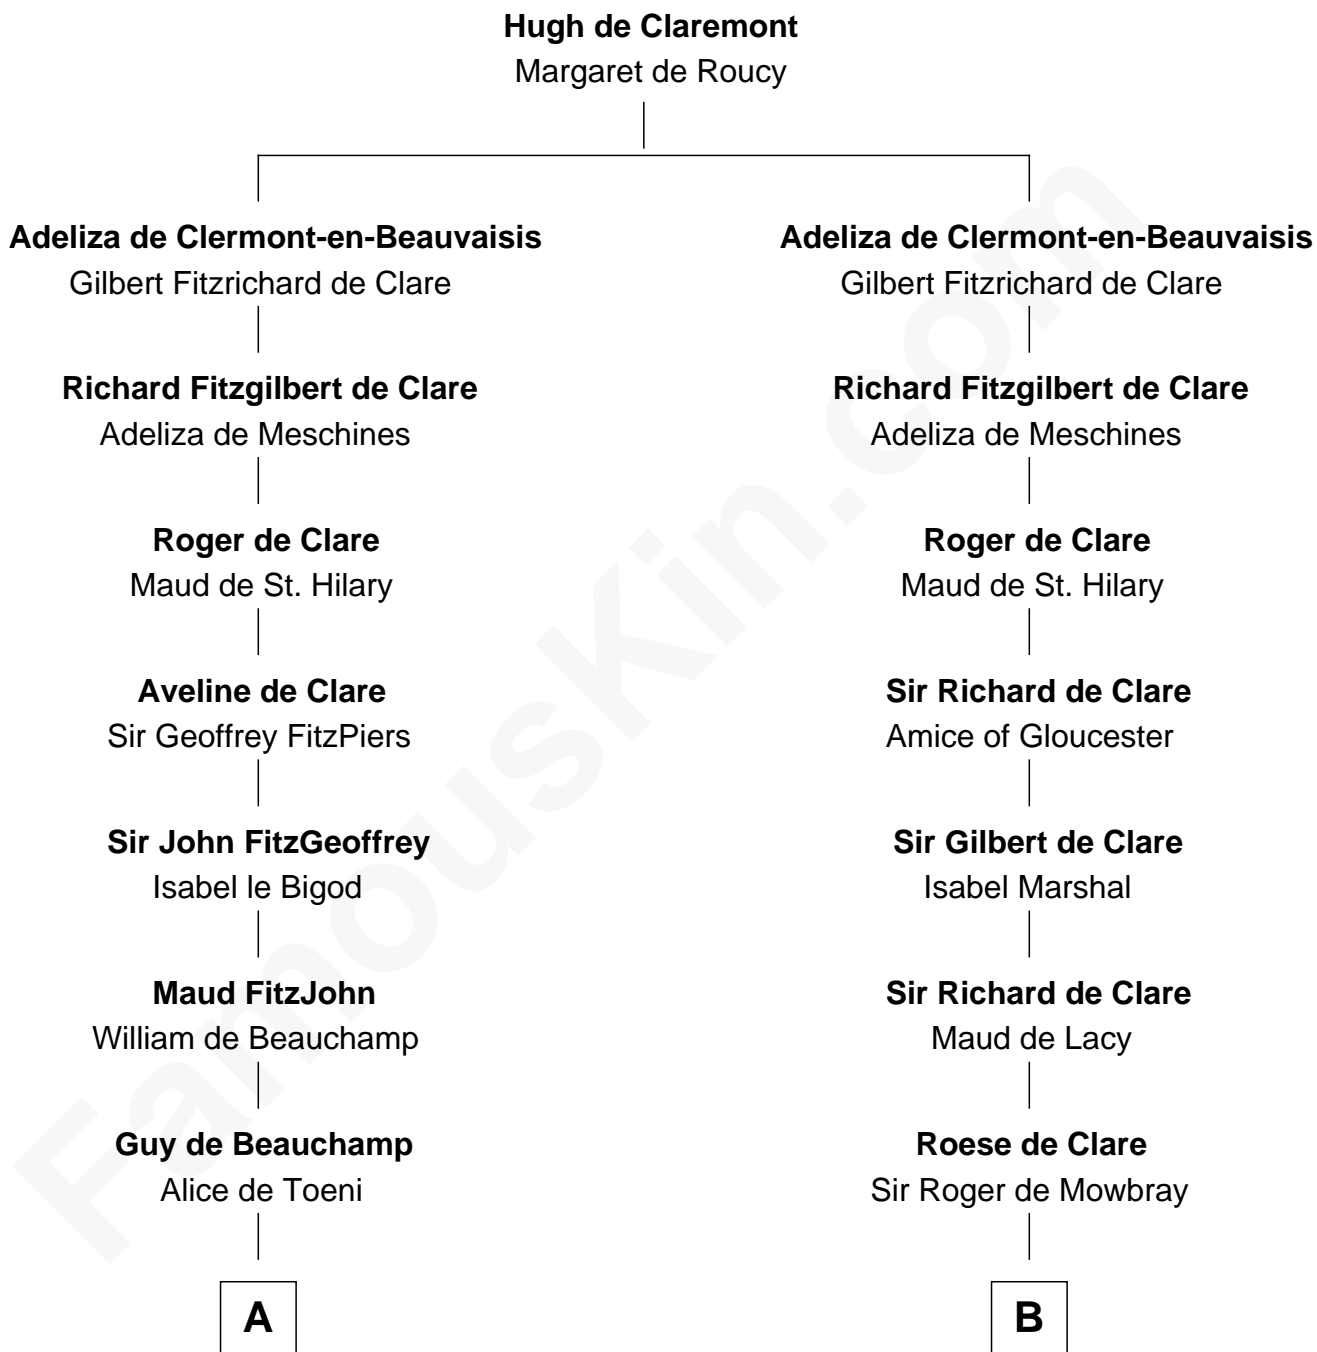 Hugh de Claremont
Margaret de Roucy
Adeliza de Clermont-en-Beauvaisis
Gilbert Fitzrichard de Clare
Richard Fitzgilbert de Clare
Adeliza de Meschines
Roger de Clare
Maud de St. Hilary
Aveline de Clare
Sir Geoffrey FitzPiers
Sir John FitzGeoffrey
Isabel le Bigod
Maud FitzJohn
William de Beauchamp
Guy de Beauchamp
Alice de Toeni
A
Adeliza de Clermont-en-Beauvaisis
Gilbert Fitzrichard de Clare
Richard Fitzgilbert de Clare
Adeliza de Meschines
Roger de Clare
Maud de St. Hilary
Sir Richard de Clare
Amice of Gloucester
Sir Gilbert de Clare
Isabel Marshal
Sir Richard de Clare
Maud de Lacy
Roese de Clare
Sir Roger de Mowbray
B
FamousKin.com